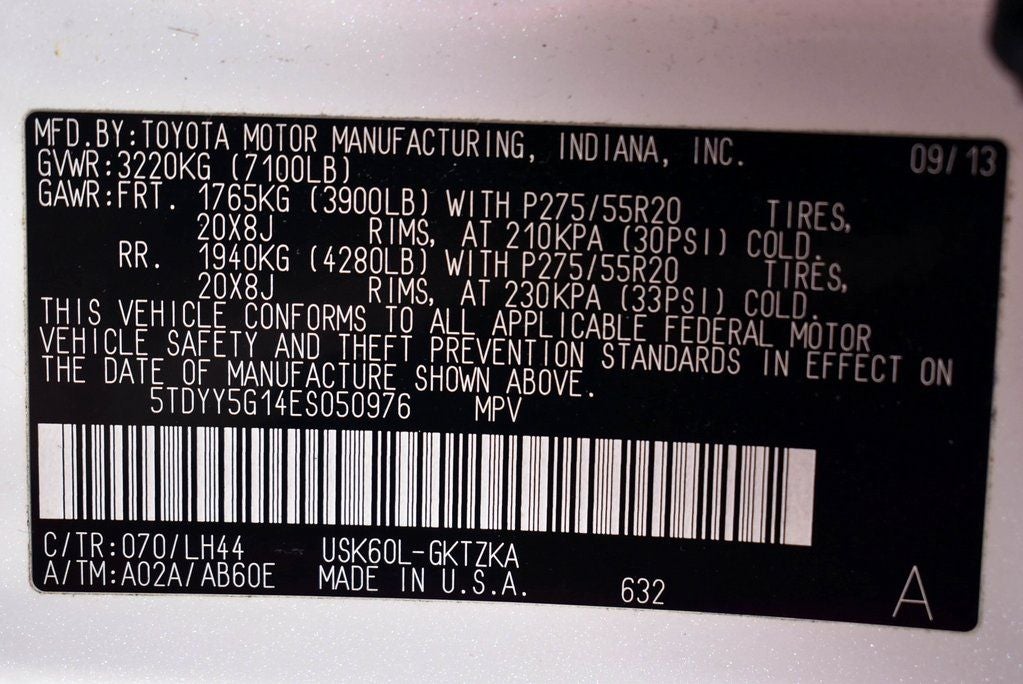 MFD.BY:TOYOTA MOTOR MANUFACTURING, INDIANA, INC. 09/13
GVWR:3220KG (7100LB)
GAWR:FRT. 1765KG (3900LB) WITH P275/55R20 TIRES,
20X8J RIMS, AT 210KPA (30PSI) COLD.
RR. 1940KG (4280LB) WITH P275/55R20 TIRES,
20X8J RIMS, AT 230KPA (33PSI) COLD.
THIS VEHICLE CONFORMS TO ALL APPLICABLE FEDERAL MOTOR
VEHICLE SAFETY AND THEFT PREVENTION STANDARDS IN EFFECT ON
THE DATE OF MANUFACTURE SHOWN ABOVE.
5TDYY5G14ES050976 MPV
C/TR:070/LH44 USK60L-GKTZKA
A/TM:A02A/AB60E MADE IN U.S.A. 632 A